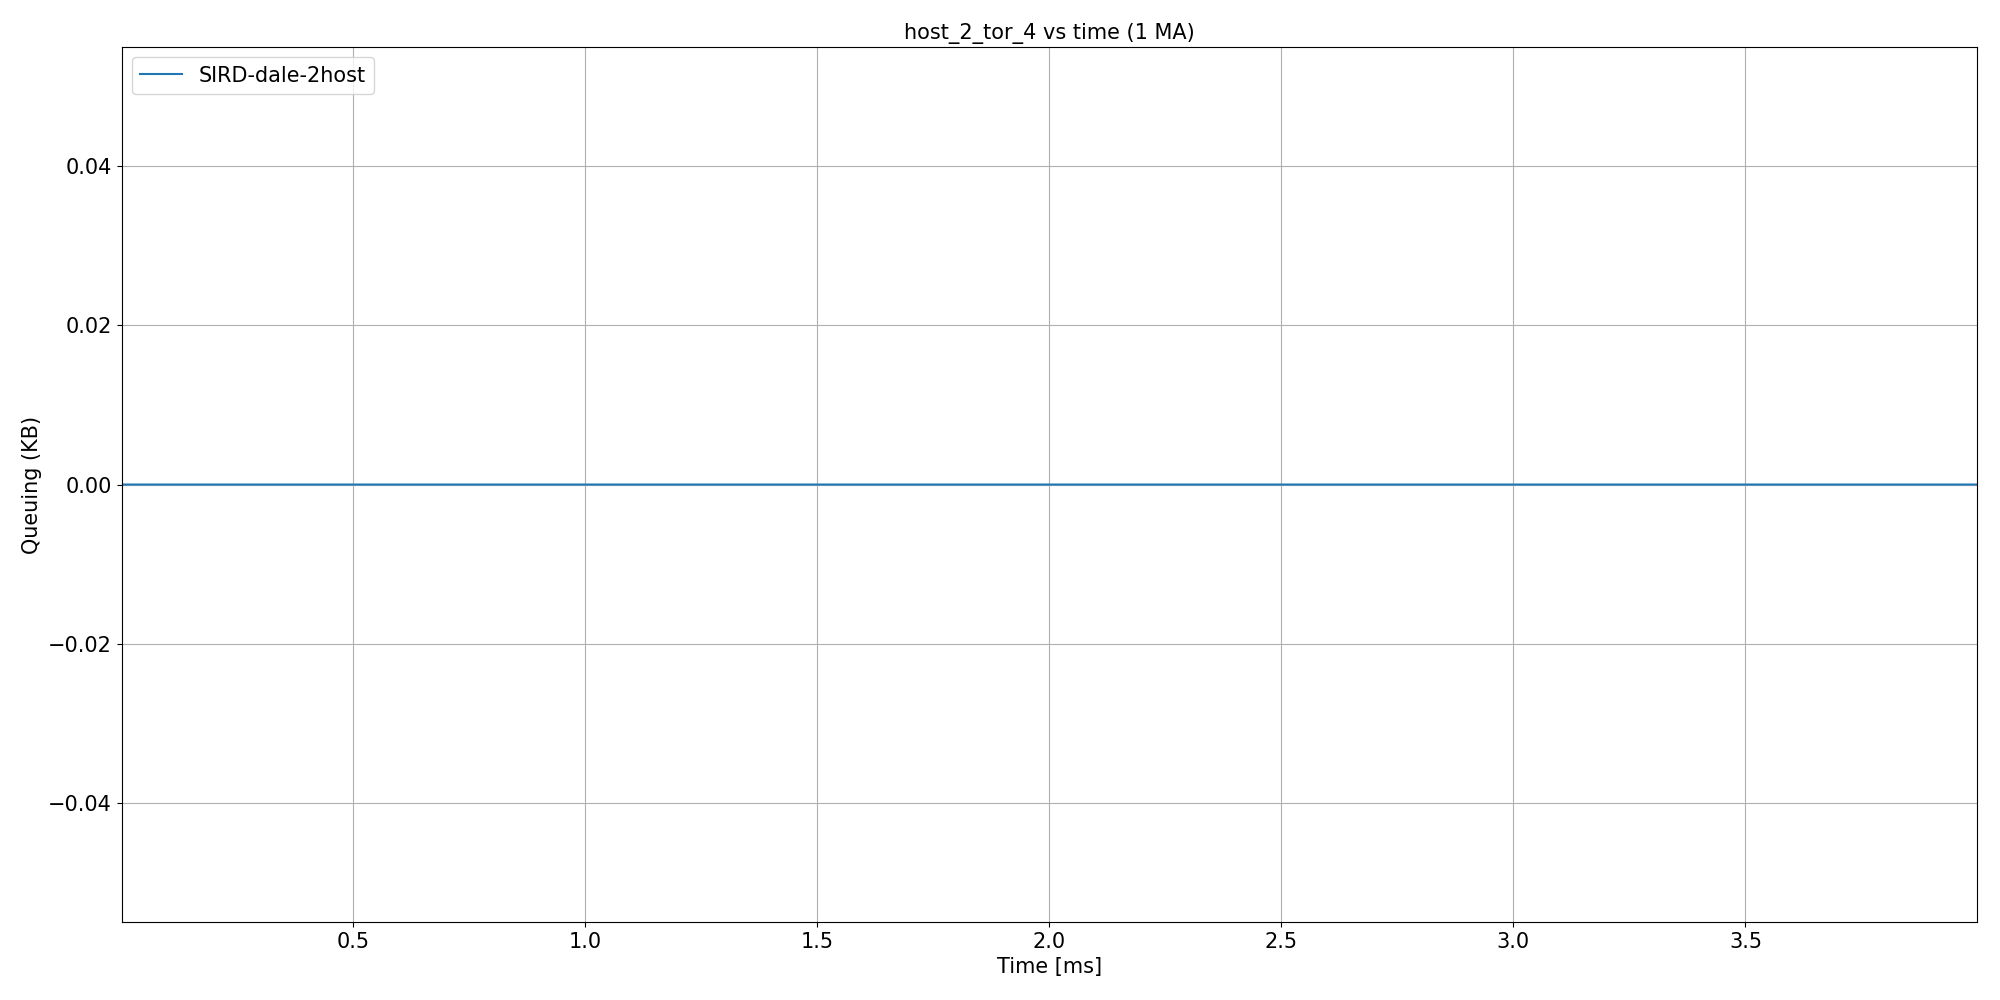 host_2_tor_4 vs time (1 MA)
SIRD-dale-2host
0.04
0.02
0.00
−0.02
−0.04
Queuing (KB)
0.5 1.0 1.5 2.0 2.5 3.0 3.5
Time [ms]